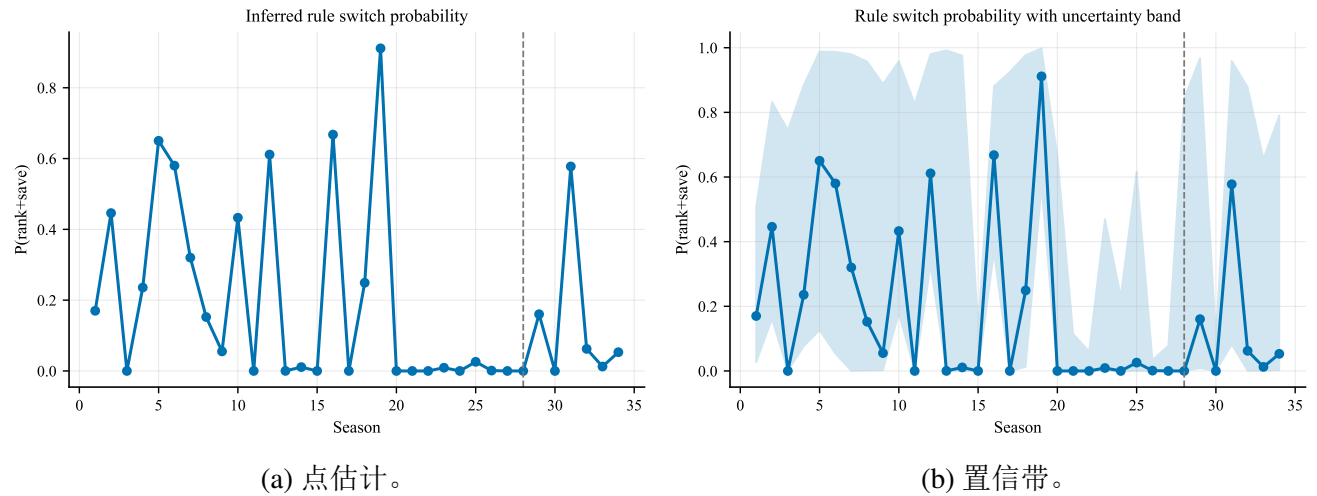 Inferred rule switch probability
P(rank+save)
0.8
0.6
0.4
0.2
0.0
0 5 10 15 20 25 30 35
Season
(a) 点估计。
Rule switch probability with uncertainty band
P(rank+save)
1.0
0.8
0.6
0.4
0.2
0.0
0 5 10 15 20 25 30 35
Season
(b) 置信带。